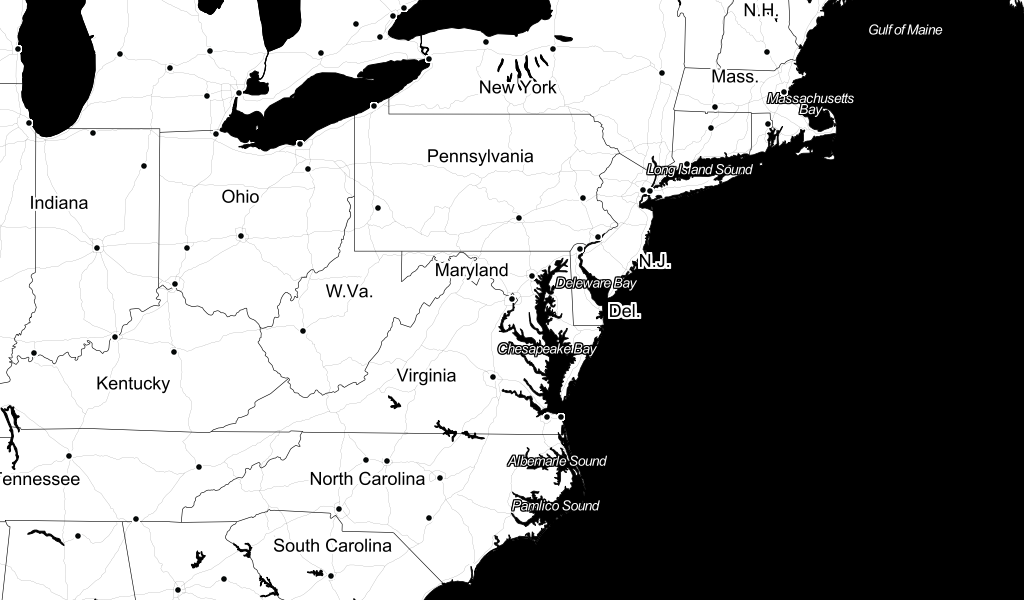 N.H.
Gulf of Maine
Mass.
New York
Massachusetts
Bay
Pennsylvania
Long Island Sound
Ohio
Indiana
N.J.
Maryland
Deleware Bay
W.Va.
Del.
Chesapeake Bay
Virginia
Kentucky
Albemarle Sound
North Carolina
Tennessee
Pamlico Sound
South Carolina